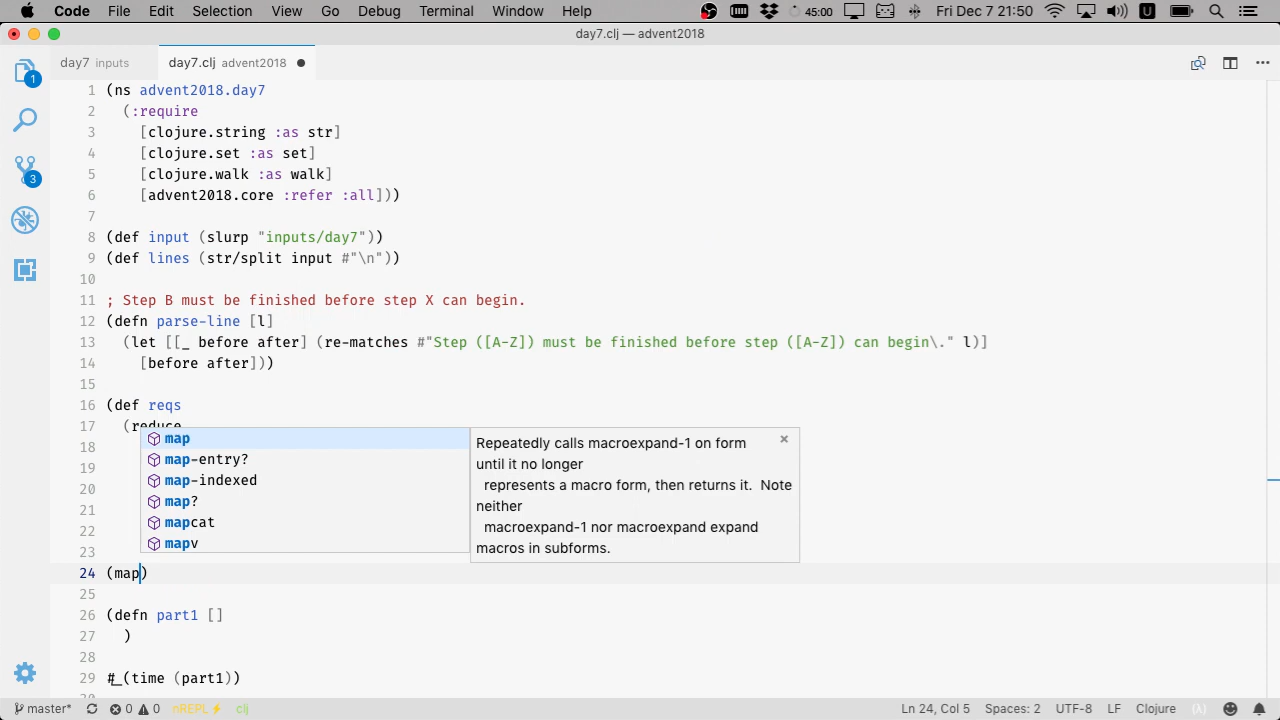 Code File Edit Selection View Go Debug Terminal Window Help 45:00 U Fri Dec 7 21:50
day7.clj — advent2018
day7 inputs day7.clj advent2018
1 (ns advent2018.day7
2 (:require
3 [clojure.string :as str]
4 [clojure.set :as set]
5 [clojure.walk :as walk]
6 [advent2018.core :refer :all]))
7
8 (def input (slurp "inputs/day7"))
9 (def lines (str/split input #"\n"))
10
11 ; Step B must be finished before step X can begin.
12 (defn parse-line [l]
13 (let [[_ before after] (re-matches #"Step ([A-Z]) must be finished before step ([A-Z]) can begin\." l)]
14 [before after]))
15
16 (def reqs
17 (reduce
18 map
19 map-entry?
20 map-indexed
21 map?
22 mapcat
23 mapv
Repeatedly calls macroexpand-1 on form
until it no longer
represents a macro form, then returns it. Note
neither
macroexpand-1 nor macroexpand expand
macros in subforms.
24 (map)
25
26 (defn part1 []
27 )
28
29 #_(time (part1))
1
3
master* 0 0 nREPL clj Ln 24, Col 5 Spaces: 2 UTF-8 LF Clojure (λ)